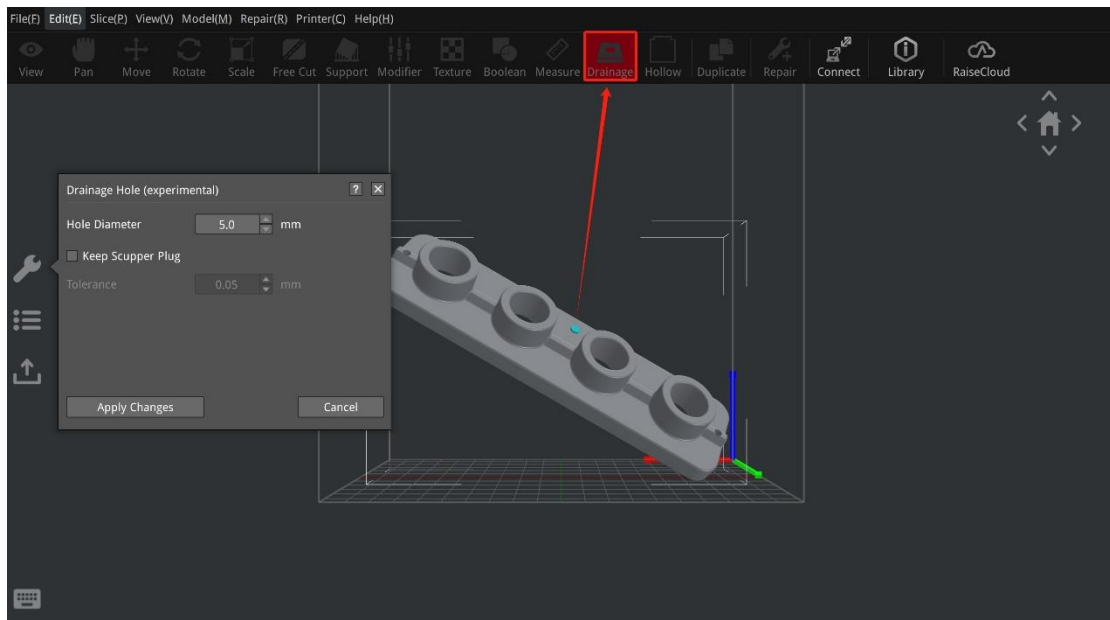 File(F) Edit(E) Slice(P) View(V) Model(M) Repair(R) Printer(C) Help(H)
View Pan Move Rotate Scale Free Cut Support Modifier Texture Boolean Measure Drainage Hollow Duplicate Repair Connect Library RaiseCloud
Drainage Hole (experimental) ?
Hole Diameter 5.0 mm
Keep Scupper Plug
Tolerance 0.05 mm
Apply Changes Cancel